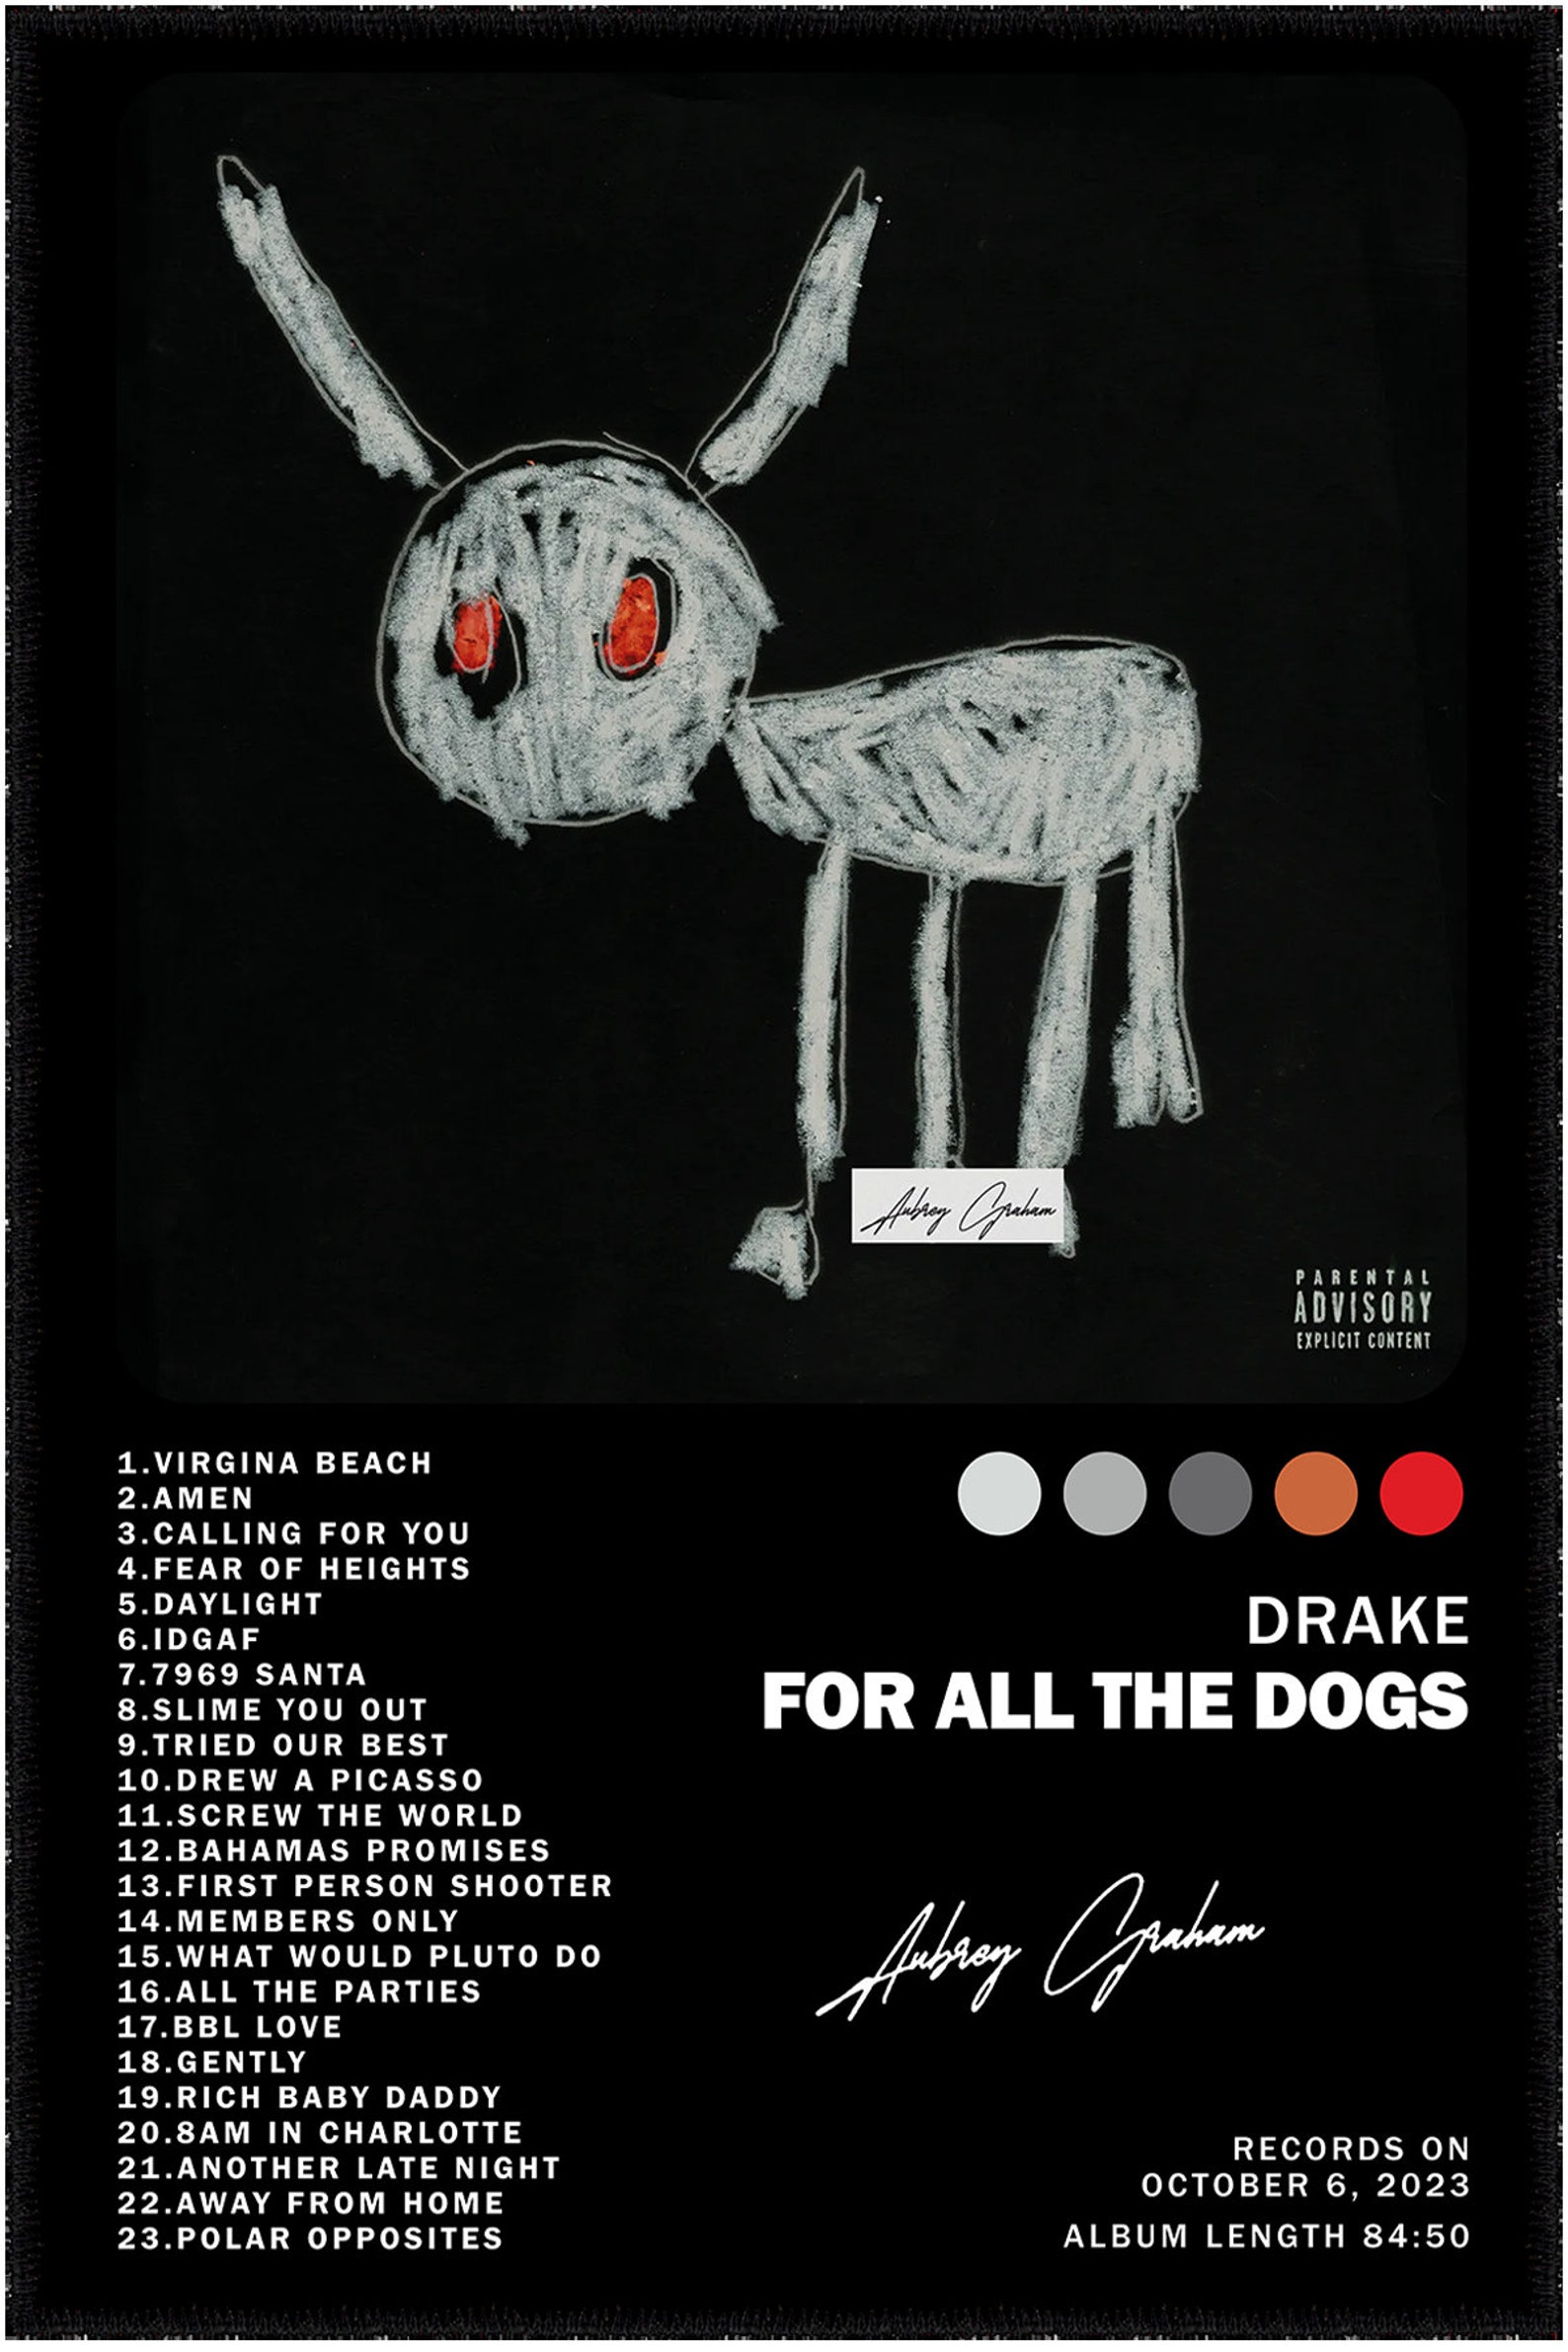 Aubrey Graham
PARENTAL
ADVISORY
EXPLICIT CONTENT
1.VIRGINA BEACH
2.AMEN
3.CALLING FOR YOU
4.FEAR OF HEIGHTS
5.DAYLIGHT
6.IDGAF
7.7969 SANTA
8.SLIME YOU OUT
9.TRIED OUR BEST
10.DREW A PICASSO
11.SCREW THE WORLD
12.BAHAMAS PROMISES
13.FIRST PERSON SHOOTER
14.MEMBERS ONLY
15.WHAT WOULD PLUTO DO
16.ALL THE PARTIES
17.BBL LOVE
18.GENTLY
19.RICH BABY DADDY
20.8AM IN CHARLOTTE
21.ANOTHER LATE NIGHT
22.AWAY FROM HOME
23.POLAR OPPOSITES
DRAKE
FOR ALL THE DOGS
Aubrey Graham
RECORDS ON
OCTOBER 6, 2023
ALBUM LENGTH 84:50